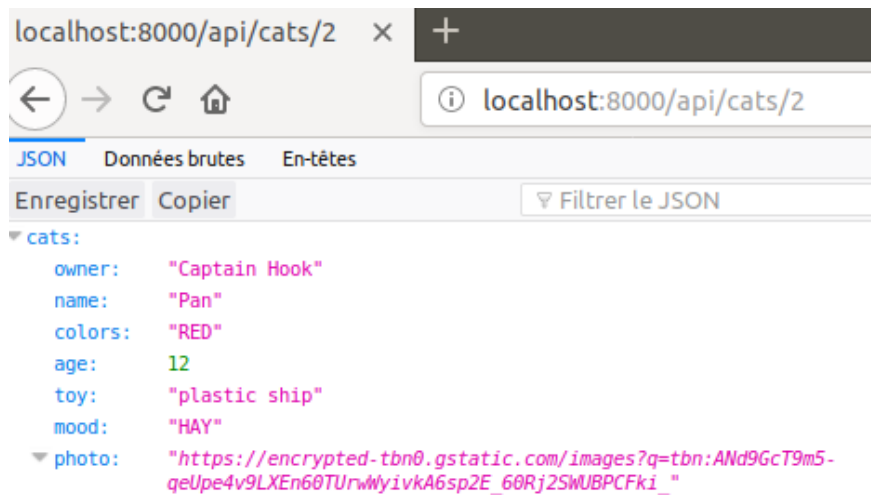 localhost:8000/api/cats/2
localhost:8000/api/cats/2
JSON Données brutes En-têtes
Enregistrer Copier Filtrer le JSON
cats:
owner: "Captain Hook"
name: "Pan"
colors: "RED"
age: 12
toy: "plastic ship"
mood: "HAY"
photo: "https://encrypted-tbn0.gstatic.com/images?q=tbn:ANd9GcT9m5-
qeUpe4v9LXEn60TUrwWyivkA6sp2E_60Rj2SWUBPCFki_"